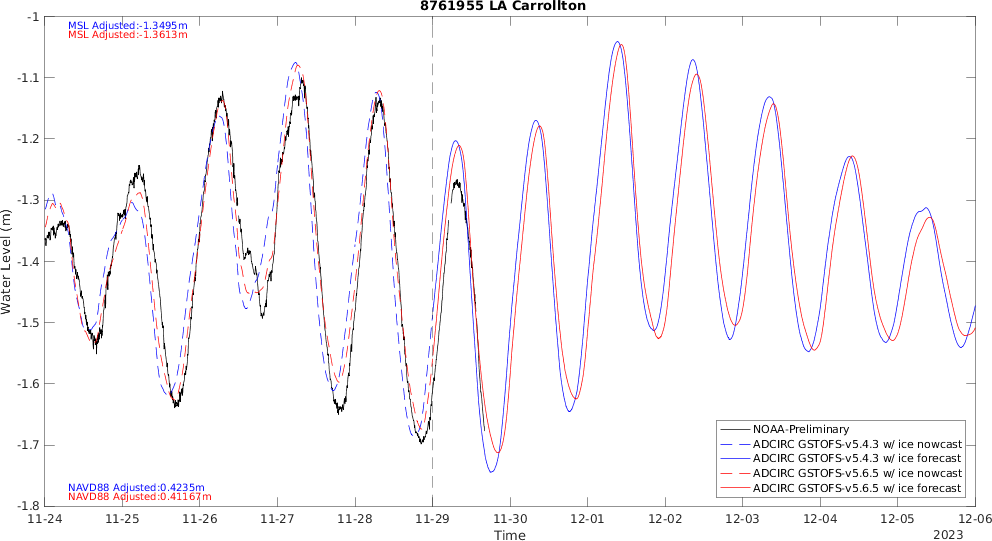 8761955 LA Carrollton
MSL Adjusted:-1.3495m
MSL Adjusted:-1.3613m
-1
-1.1
-1.2
-1.3
-1.4
-1.5
-1.6
-1.7
-1.8
Water Level (m)
NOAA-Preliminary
ADCIRC GSTOFS-v5.4.3 w/ ice nowcast
ADCIRC GSTOFS-v5.4.3 w/ ice forecast
ADCIRC GSTOFS-v5.6.5 w/ ice nowcast
ADCIRC GSTOFS-v5.6.5 w/ ice forecast
NAVD88 Adjusted:0.4235m
NAVD88 Adjusted:0.41167m
11-24 11-25 11-26 11-27 11-28 11-29 11-30 12-01 12-02 12-03 12-04 12-05 12-06
Time
2023